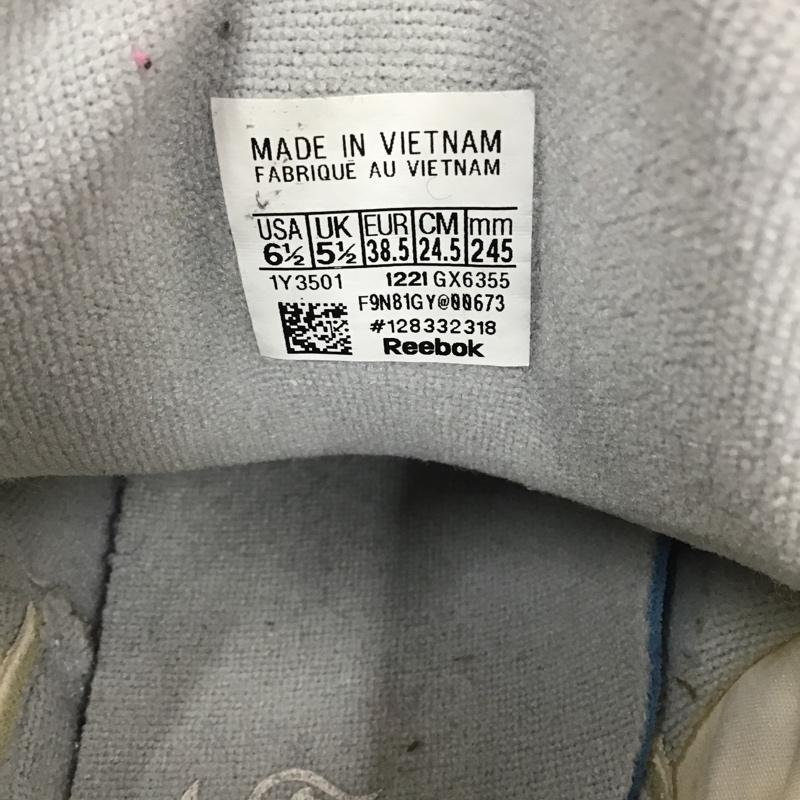 MADE IN VIETNAM
FABRIQUÉ AU VIETNAM
USA UK EUR CM mm
6½ 5½ 38.5 24.5 245
1Y3501 1221 GX6355
F9N81GY@00673
#128332318
Reebok